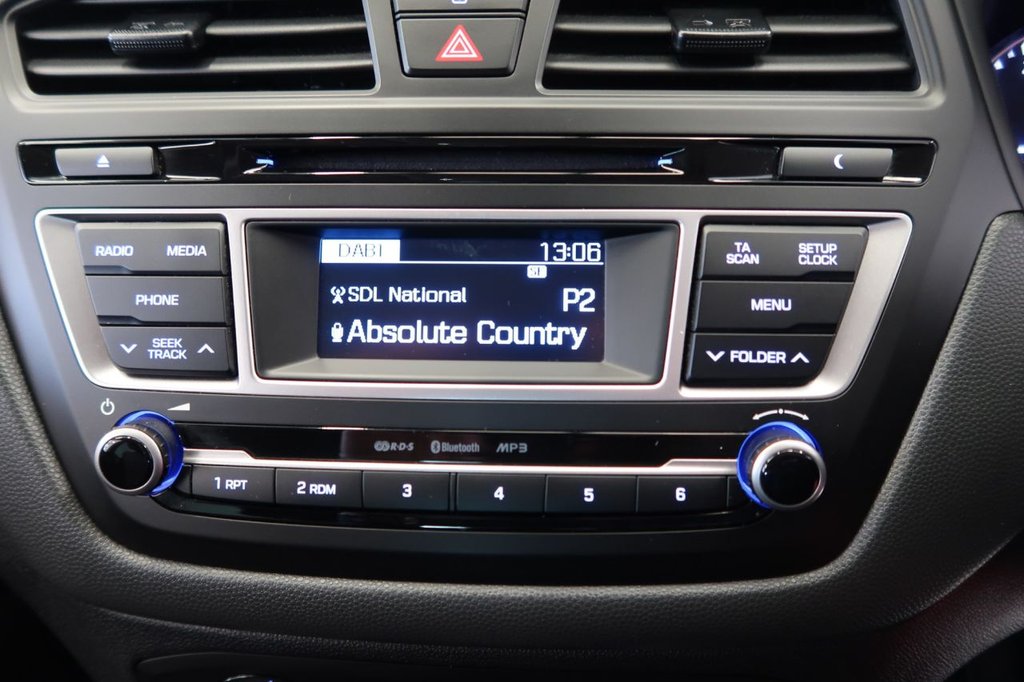 RADIO MEDIA
PHONE
SEEK
TRACK
DAB1 13:06
SF
SDL National P2
Absolute Country
TA
SCAN
SETUP
CLOCK
MENU
FOLDER
R·D·S Bluetooth MP3
1 RPT 2 RDM 3 4 5 6